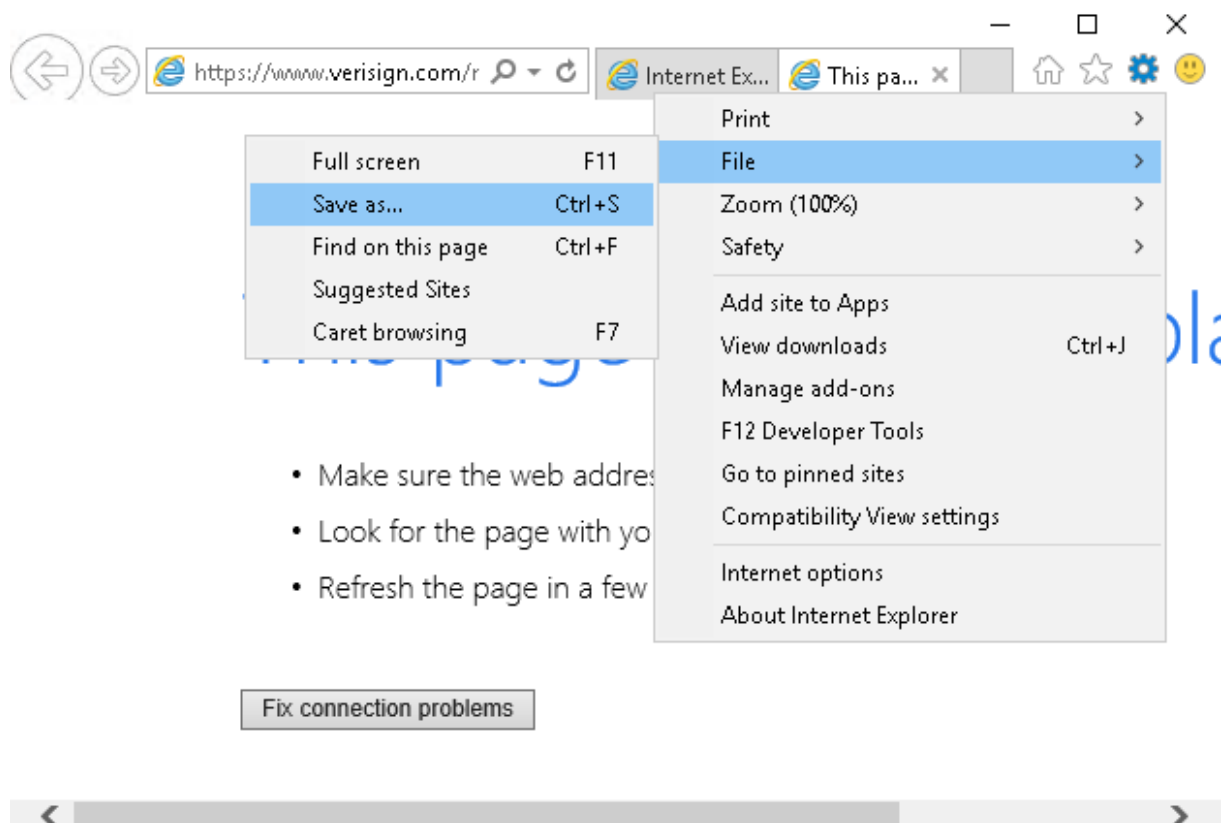 https://www.verisign.com/r
Internet Ex...
This pa...
Print
File
Zoom (100%)
Safety
Add site to Apps
View downloads Ctrl+J
Manage add-ons
F12 Developer Tools
Go to pinned sites
Compatibility View settings
Internet options
About Internet Explorer
Full screen F11
Save as... Ctrl+S
Find on this page Ctrl+F
Suggested Sites
Caret browsing F7
This page
• Make sure the web addres
• Look for the page with yo
• Refresh the page in a few
Fix connection problems